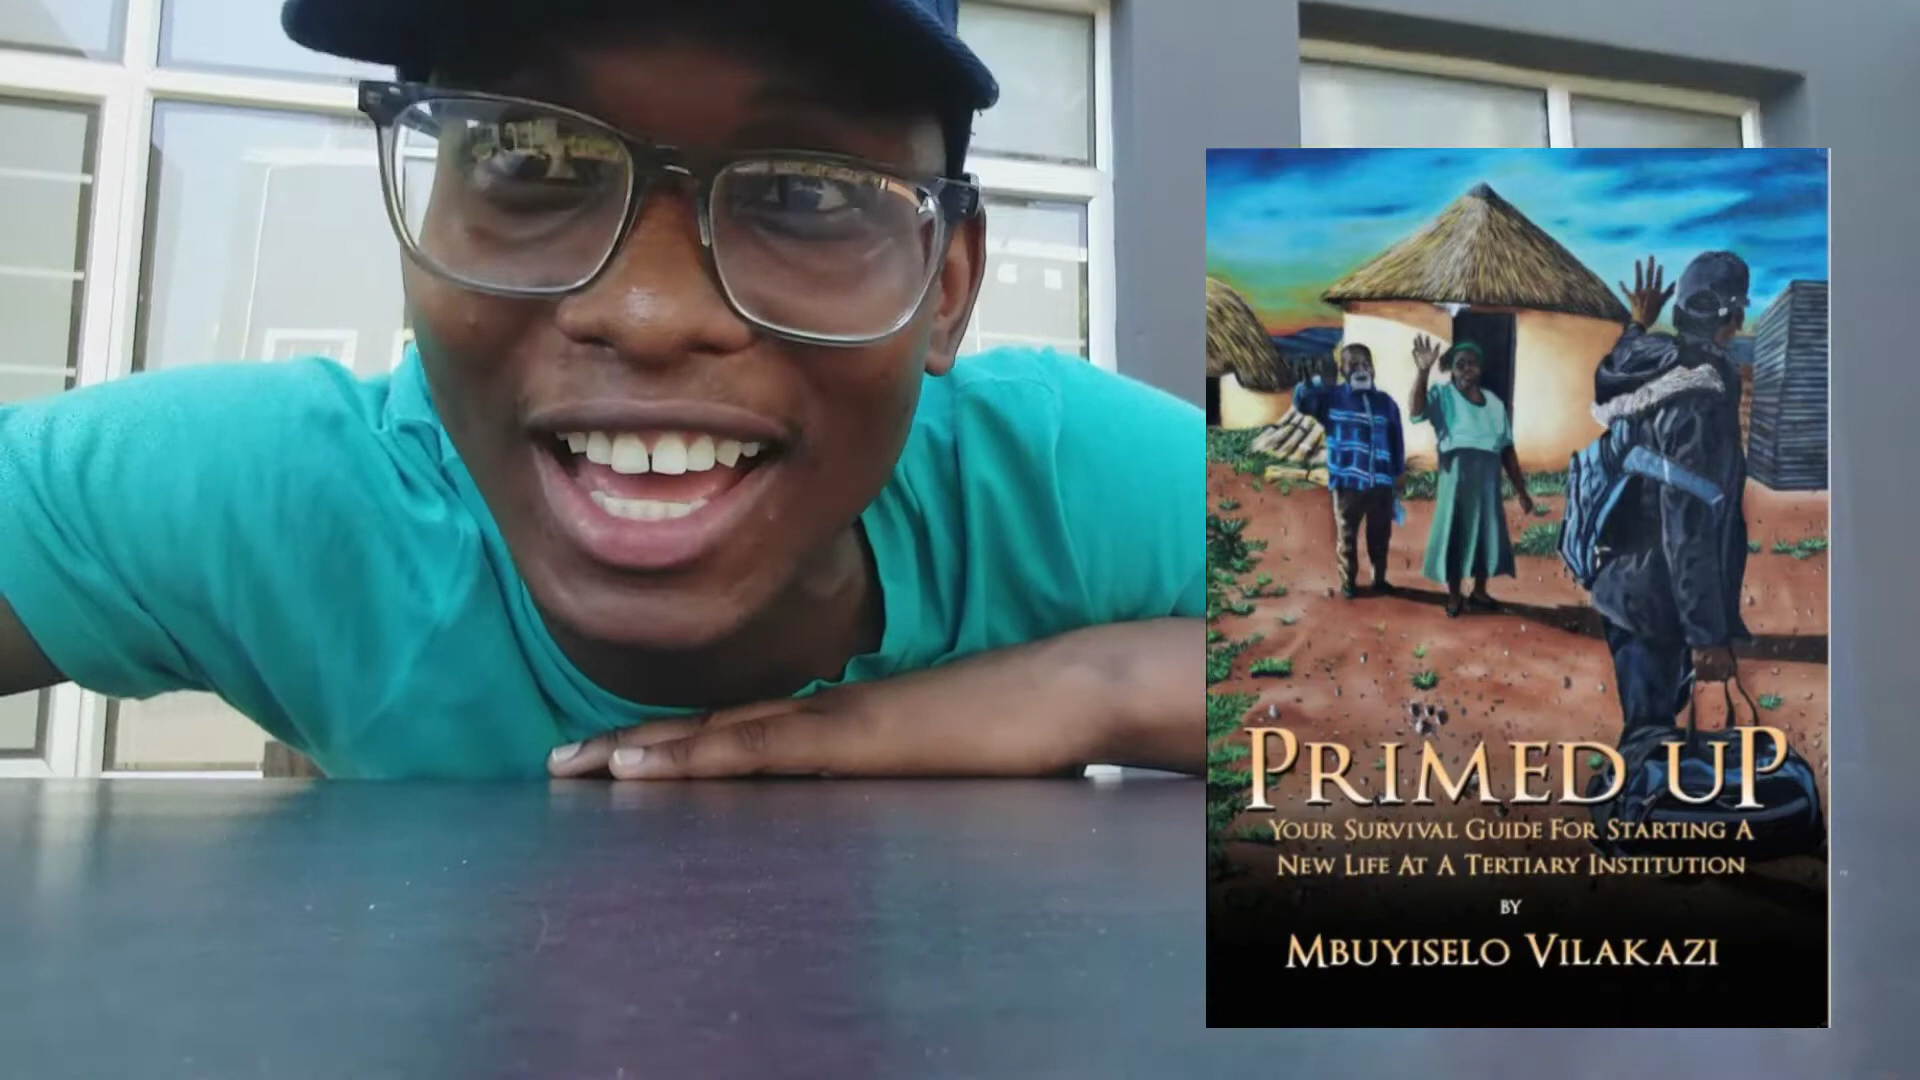 PRIMED UP
YOUR SURVIVAL GUIDE FOR STARTING A
NEW LIFE AT A TERTIARY INSTITUTION
BY
MBUYISELO VILAKAZI